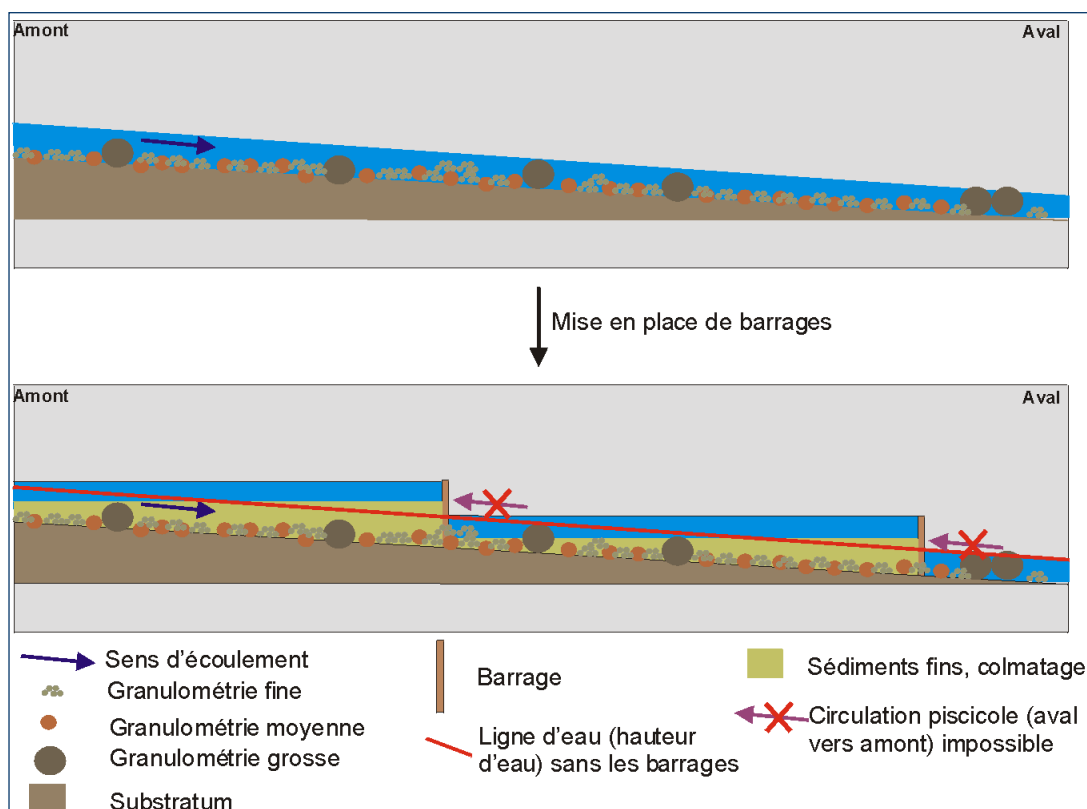 Amont
Aval
Mise en place de barrages
Amont
Aval
Sens d'écoulement
Granulométrie fine
Granulométrie moyenne
Granulométrie grosse
Substratum
Barrage
Ligne d'eau (hauteur
d'eau) sans les barrages
Sédiments fins, colmatage
Circulation piscicole (aval
vers amont) impossible